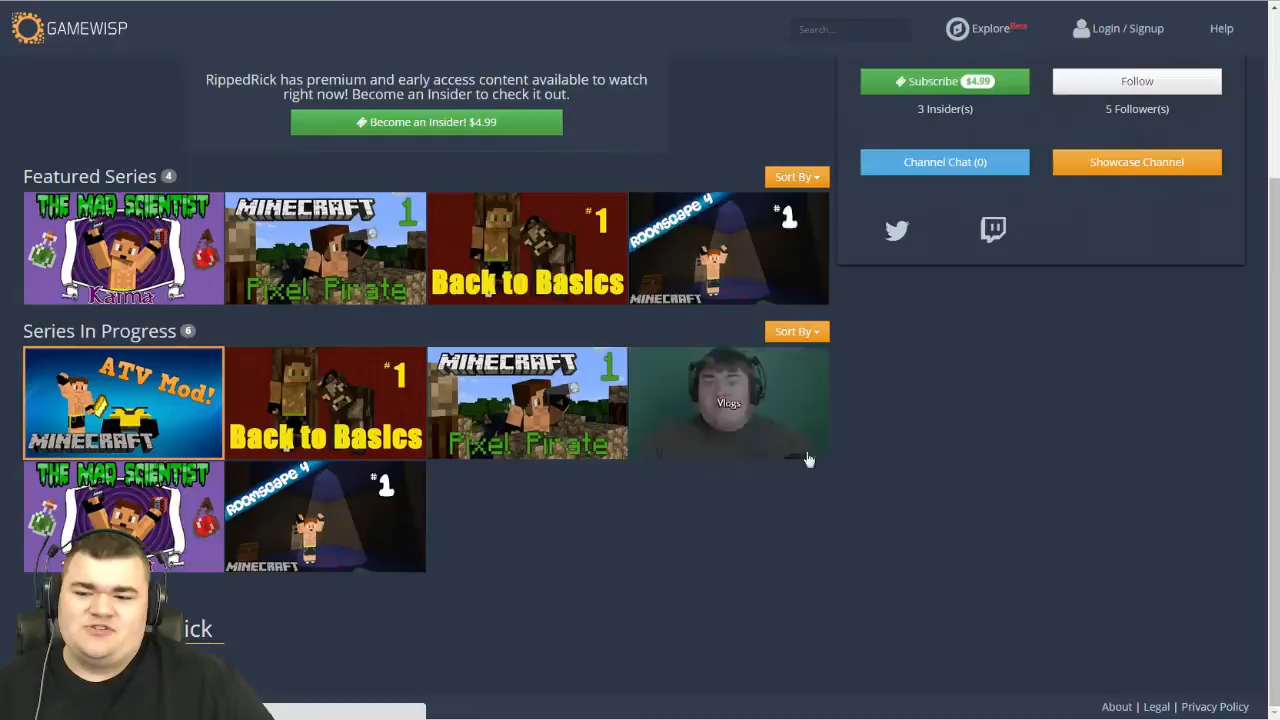 GAMEWISP
Search...
Explore Beta
Login / Signup
Help
RippedRick has premium and early access content available to watch
right now! Become an Insider to check it out.
Become an Insider! $4.99
Subscribe $4.99
Follow
3 Insider(s)
5 Follower(s)
Channel Chat (0)
Showcase Channel
Featured Series 4
Sort By
THE MAD SCIENTIST
Kaima
MINECRAFT 1
Pixel Pirate
#1
Back to Basics
ROOMSCAPE 4
#1
MINECRAFT
Series In Progress 6
Sort By
ATV Mod!
MINECRAFT
#1
Back to Basics
MINECRAFT 1
Pixel Pirate
Vlogs
THE MAD SCIENTIST
ROOMSCAPE 4
#1
MINECRAFT
ick
About | Legal | Privacy Policy